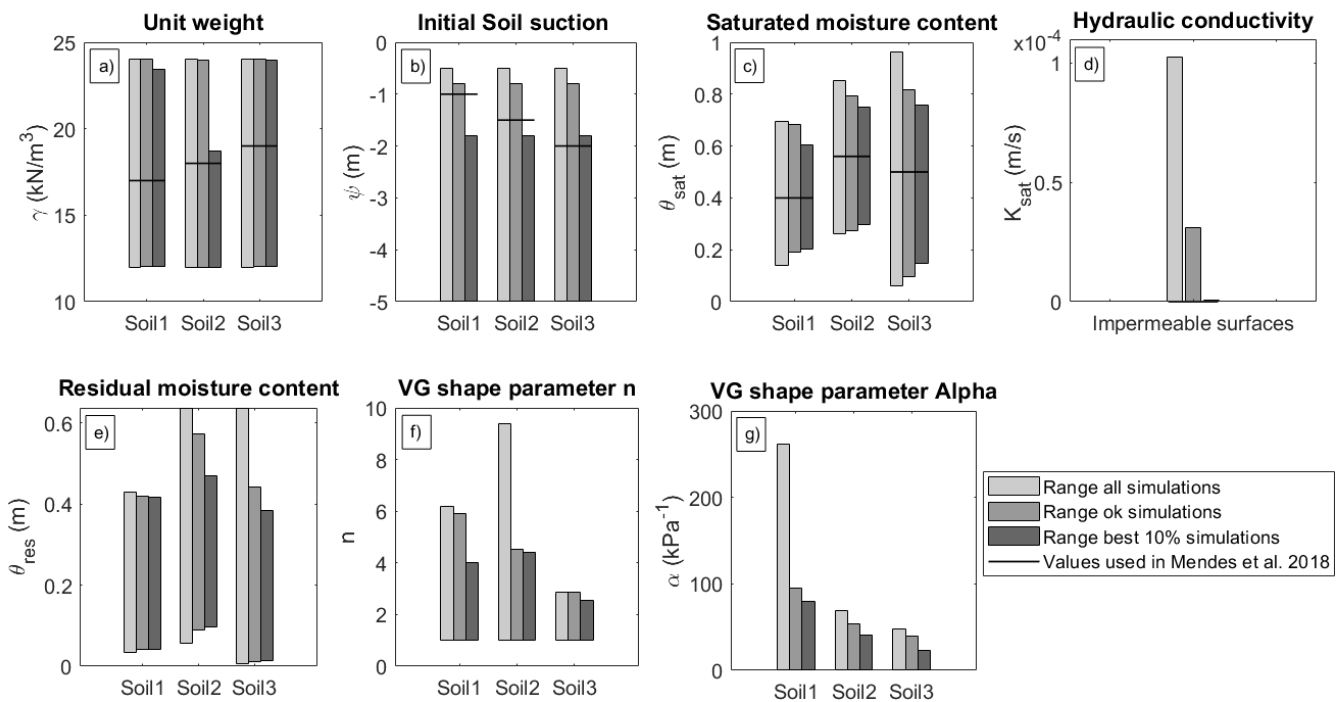 Unit weight
a)
25
20
15
10
γ (kN/m³)
Soil1 Soil2 Soil3
Initial Soil suction
b)
0
-1
-2
-3
-4
-5
ψ (m)
Soil1 Soil2 Soil3
Saturated moisture content
c)
1
0.8
0.6
0.4
0.2
0
θsat (m)
Soil1 Soil2 Soil3
Hydraulic conductivity
×10⁻⁴
d)
1
0.5
0
Ksat (m/s)
Impermeable surfaces
Residual moisture content
e)
0.6
0.4
0.2
0
θres (m)
Soil1 Soil2 Soil3
VG shape parameter n
f)
10
8
6
4
2
0
n
Soil1 Soil2 Soil3
VG shape parameter Alpha
g)
300
200
100
0
α (kPa⁻¹)
Soil1 Soil2 Soil3
Range all simulations
Range ok simulations
Range best 10% simulations
Values used in Mendes et al. 2018